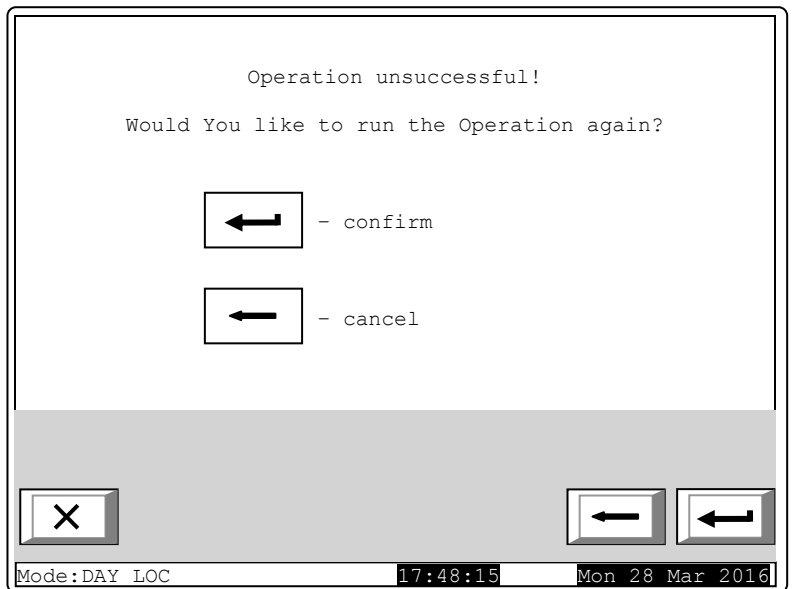 Operation unsuccessful!
Would You like to run the Operation again?
- confirm
- cancel
Mode:DAY LOC 17:48:15 Mon 28 Mar 2016